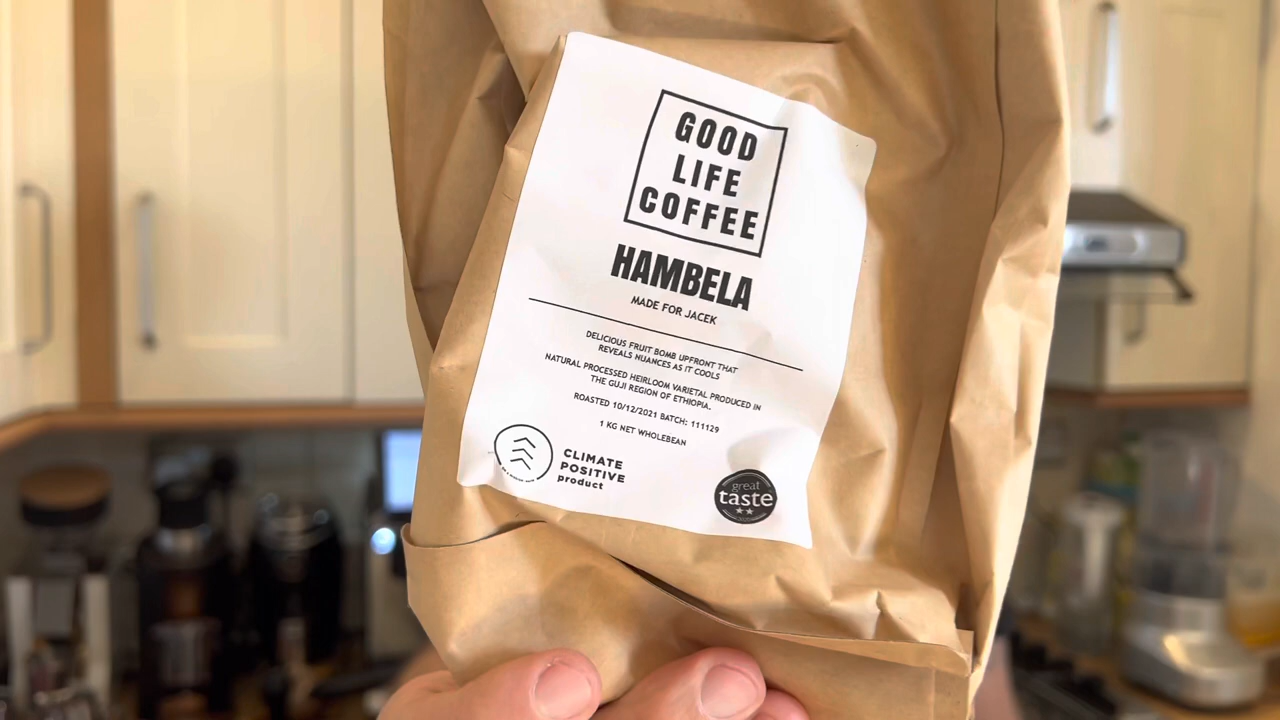 GOOD
LIFE
COFFEE
HAMBELA
MADE FOR JACEK
DELICIOUS FRUIT BOMB UPFRONT THAT
REVEALS NUANCES AS IT COOLS
NATURAL PROCESSED HEIRLOOM VARIETAL PRODUCED IN
THE GUJI REGION OF ETHIOPIA.
ROASTED 10/12/2021 BATCH: 111129
1 KG NET WHOLEBEAN
CLIMATE
POSITIVE
product
great
taste